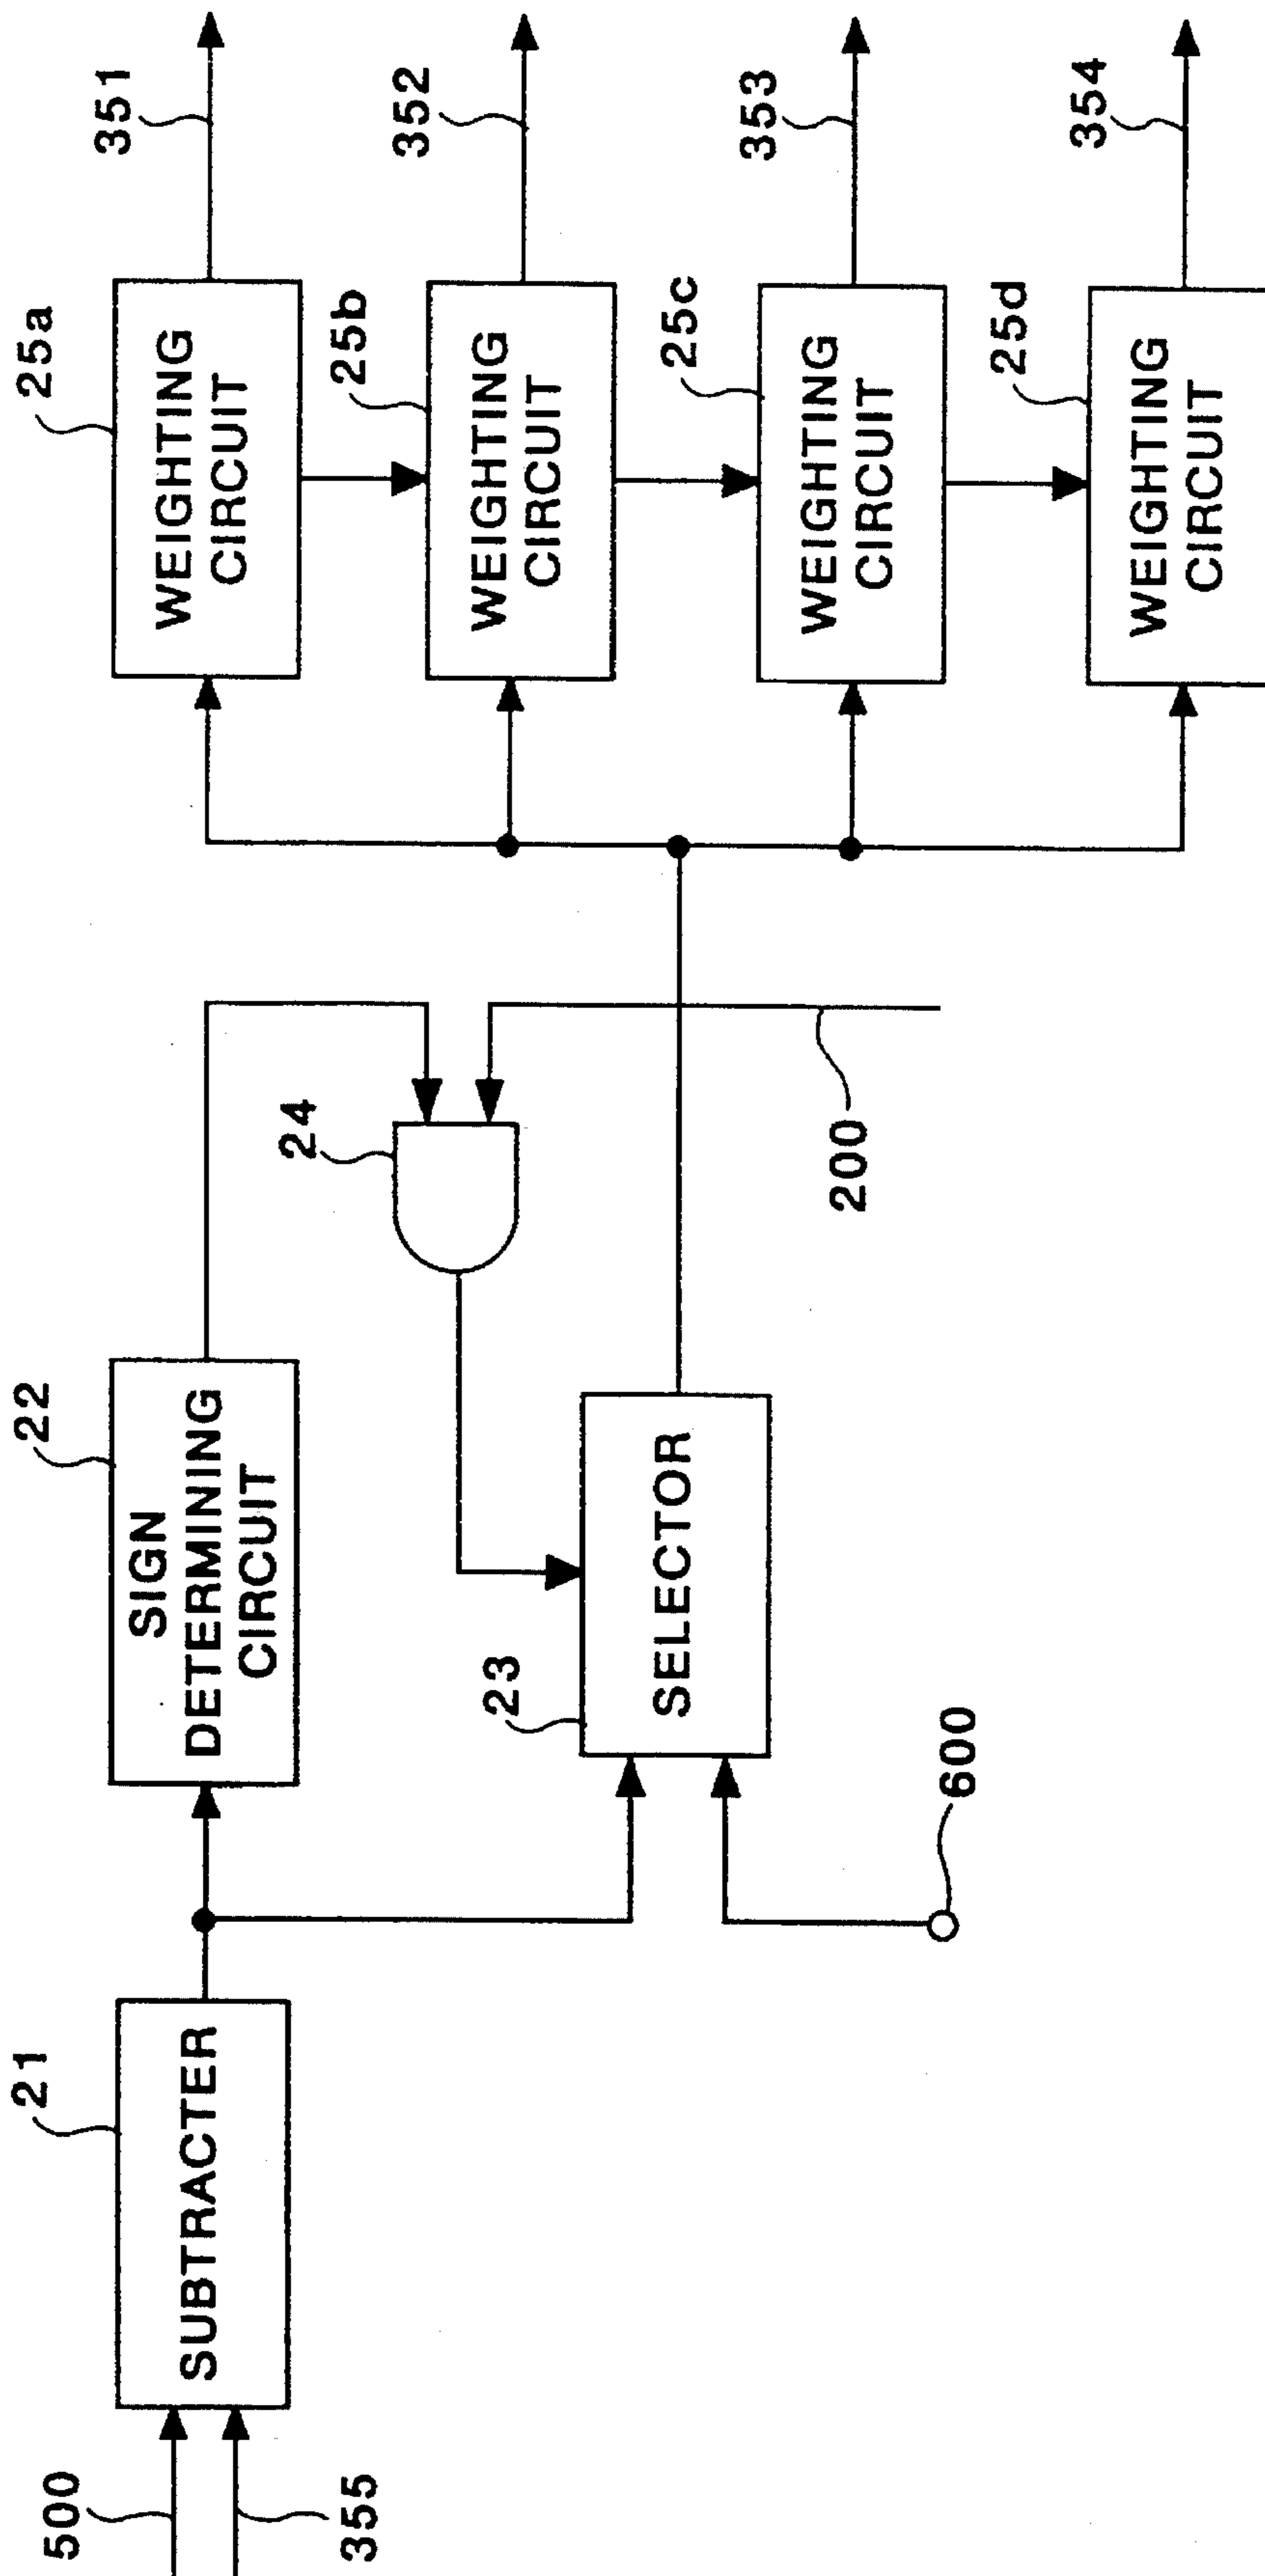 500
355
21
SUBTRACTER
22
SIGN
DETERMINING
CIRCUIT
23
SELECTOR
600
24
200
25a
WEIGHTING
CIRCUIT
351
25b
WEIGHTING
CIRCUIT
352
25c
WEIGHTING
CIRCUIT
353
25d
WEIGHTING
CIRCUIT
354